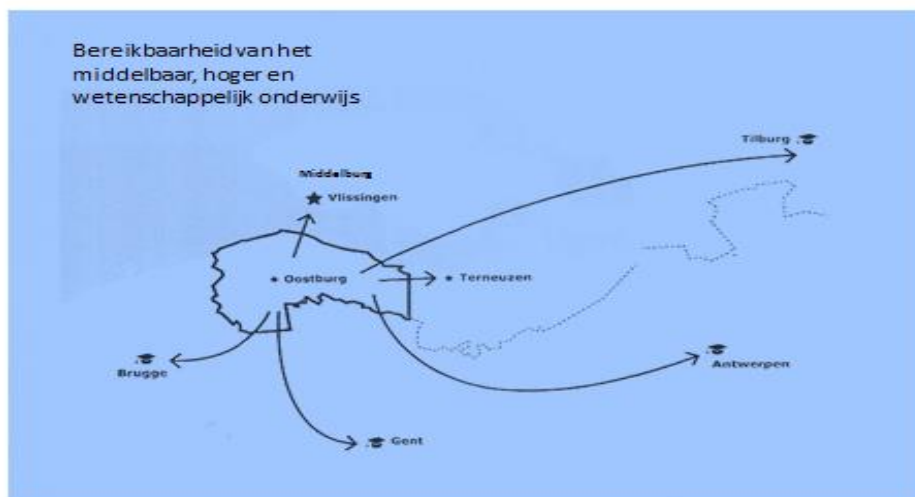 Bereikbaarheid van het
middelbaar, hoger en
wetenschappelijk onderwijs
Tilburg
Middelburg
Vlissingen
Oostburg
Terneuzen
Brugge
Antwerpen
Gent